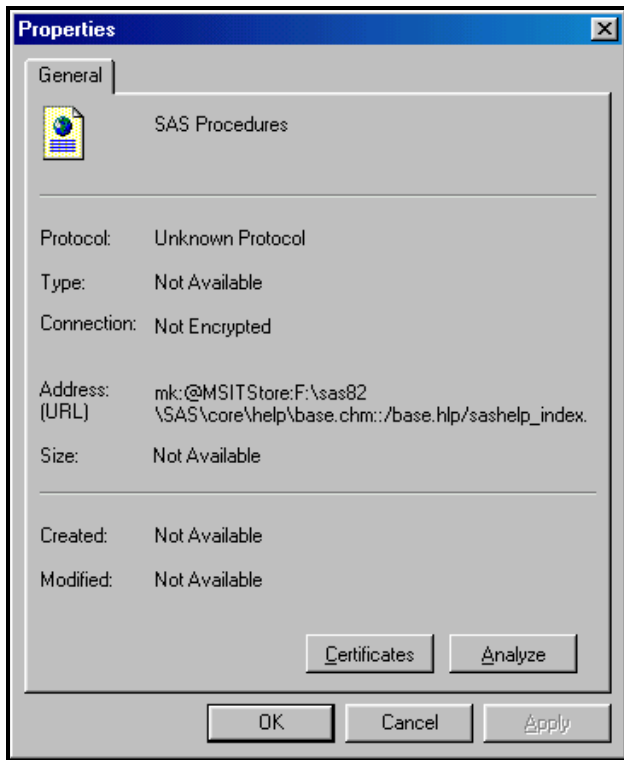 Properties
General
SAS Procedures
Protocol: Unknown Protocol
Type: Not Available
Connection: Not Encrypted
Address: mk:@MSITStore:F:\sas82
(URL) \SAS\core\help\base.chm::/base.hlp/sashelp_index.
Size: Not Available
Created: Not Available
Modified: Not Available
Certificates Analyze
OK Cancel Apply